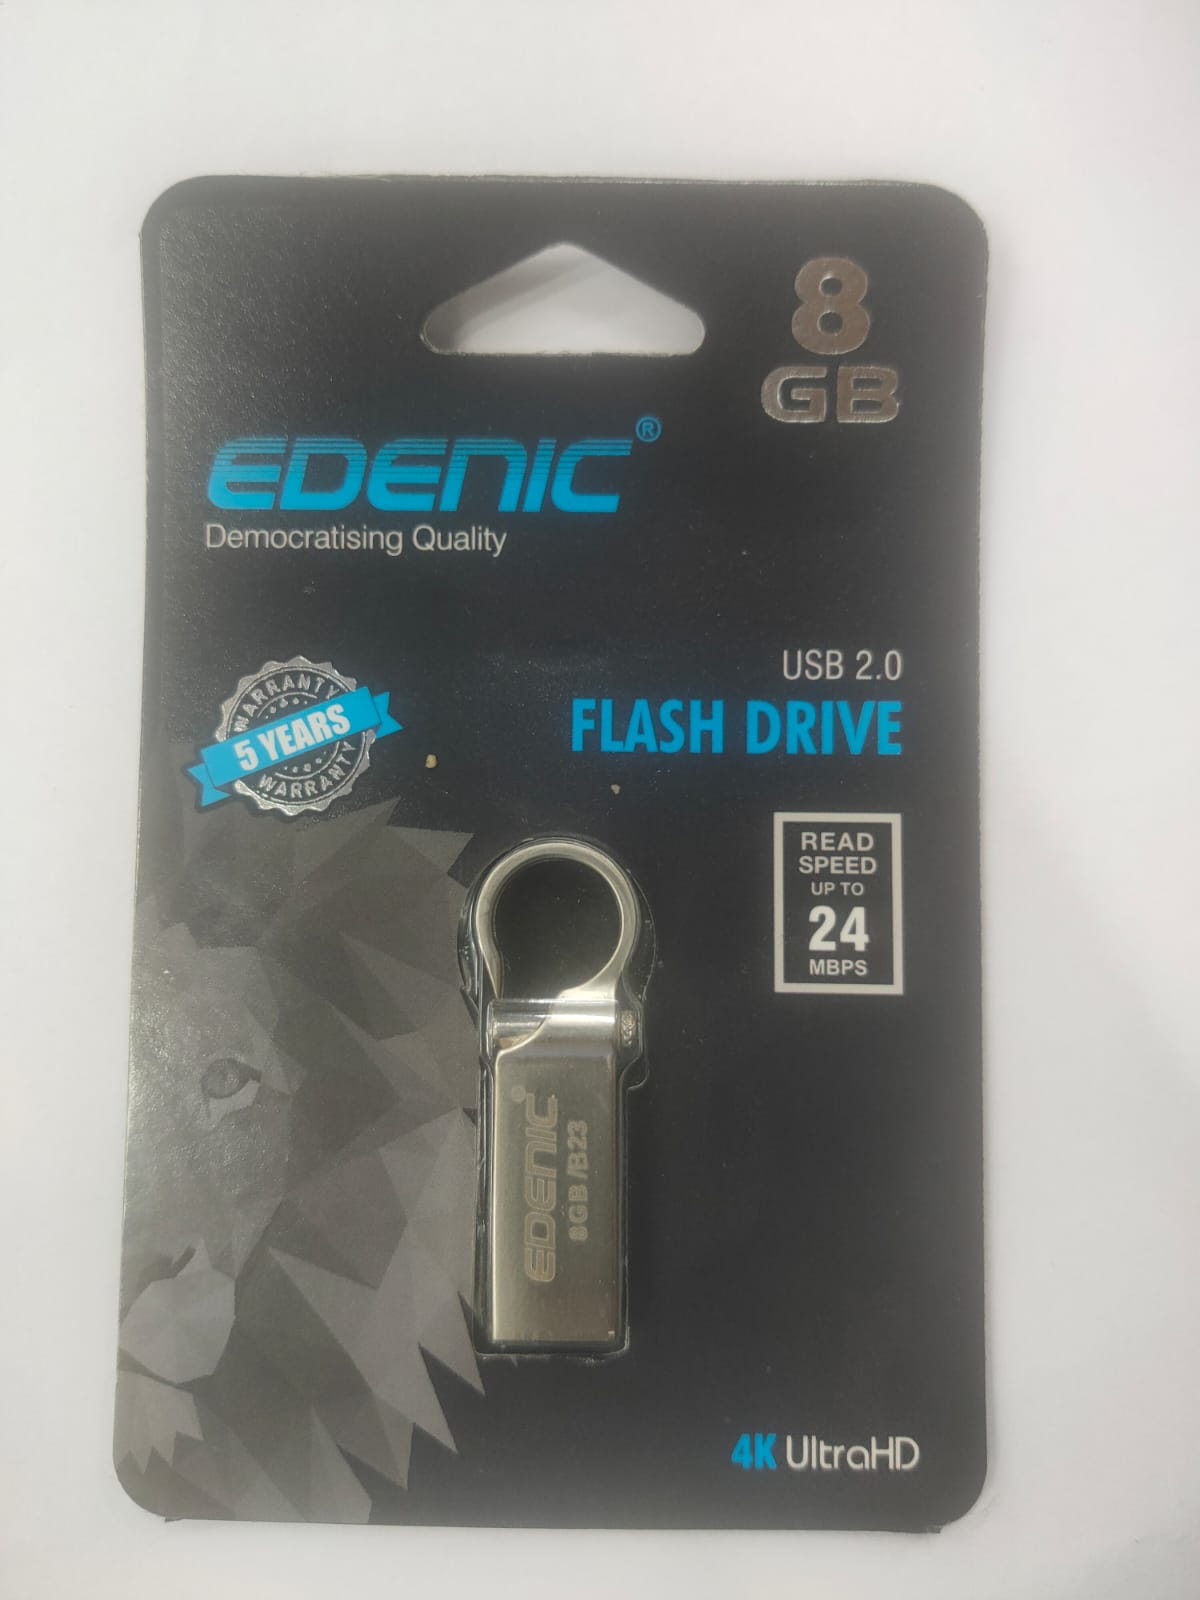 8
GB
EDENIC®
Democratising Quality
USB 2.0
FLASH DRIVE
WARRANTY
5 YEARS
WARRANTY
READ
SPEED
UP TO
24
MBPS
EDENIC
8GB /B23
4K UltraHD